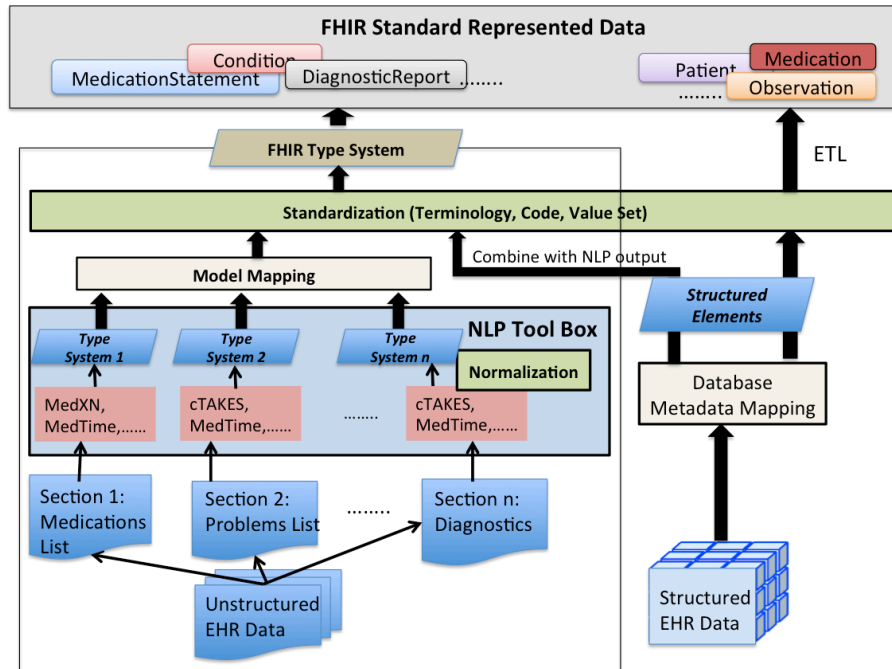 FHIR Standard Represented Data
Condition
MedicationStatement
DiagnosticReport
........
Patient
Medication
........
Observation
FHIR Type System
ETL
Standardization (Terminology, Code, Value Set)
Combine with NLP output
Model Mapping
Structured
Elements
NLP Tool Box
Type
System 1
Type
System 2
Type
System n
Normalization
MedXN,
MedTime,......
cTAKES,
MedTime,......
........
cTAKES,
MedTime,......
Database
Metadata Mapping
Section 1:
Medications
List
Section 2:
Problems List
........
Section n:
Diagnostics
Unstructured
EHR Data
Structured
EHR Data